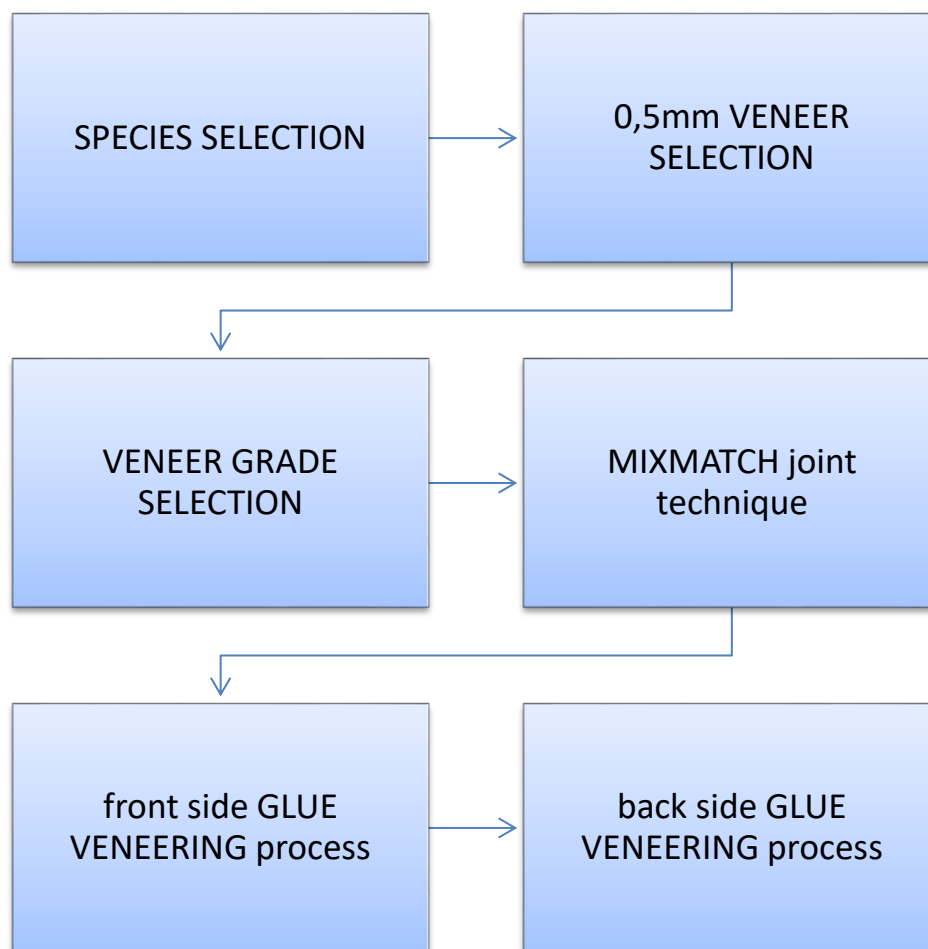 SPECIES SELECTION
0,5mm VENEER
SELECTION
VENEER GRADE
SELECTION
MIXMATCH joint
technique
front side GLUE
VENEERING process
back side GLUE
VENEERING process